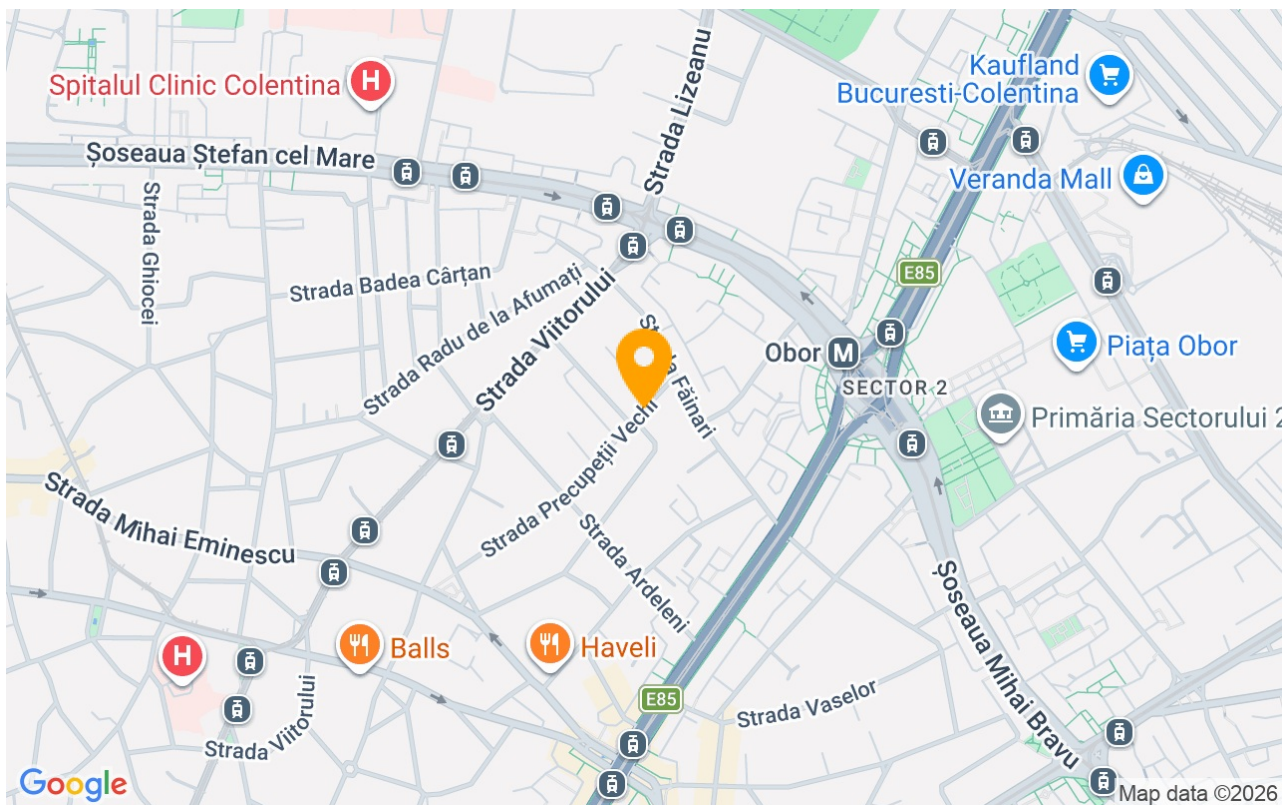 Spitalul Clinic Colentina
H
Kaufland
Bucuresti-Colentina
Strada Lizeanu
Șoseaua Ștefan cel Mare
Veranda Mall
Strada Ghiocei
Strada Badea Cârțan
E85
Strada Radu de la Afumați
Strada Viitorului
Obor
M
Piața Obor
SECTOR 2
Primăria Sectorului 2
Strada Precupeții Vechi
Strada Mihai Eminescu
Strada Ardeleni
Șoseaua Mihai Bravu
H
Balls
Haveli
E85
Strada Vaselor
Strada Viitorului
Google
Map data ©2026